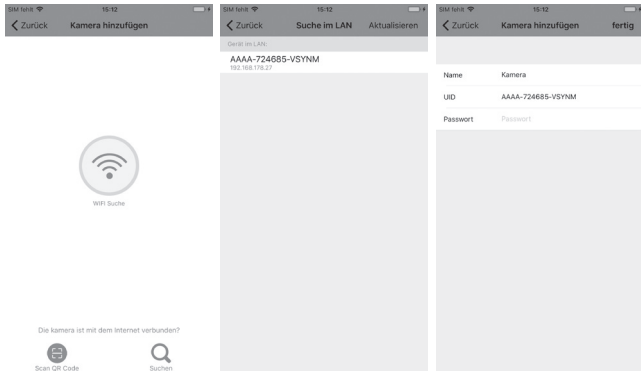 SIM fehlt 15:12
Zurück Kamera hinzufügen
WIFI Suche
Die kamera ist mit dem Internet verbunden?
Scan QR Code Suchen
SIM fehlt 15:12
Zurück Suche im LAN Aktualisieren
Gerät im LAN:
AAAA-724685-VSYNM
192.168.178.27
SIM fehlt 15:12
Zurück Kamera hinzufügen fertig
Name Kamera
UID AAAA-724685-VSYNM
Passwort Passwort